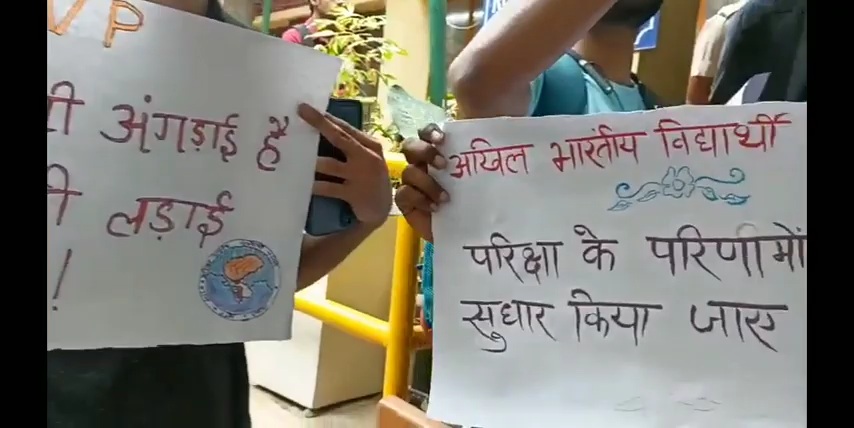 VP
ी अंगड़ाई है
ी लड़ाई
!
अखिल भारतीय विद्यार्थी
परिक्षा के परिणामों
सुधार किया जाए